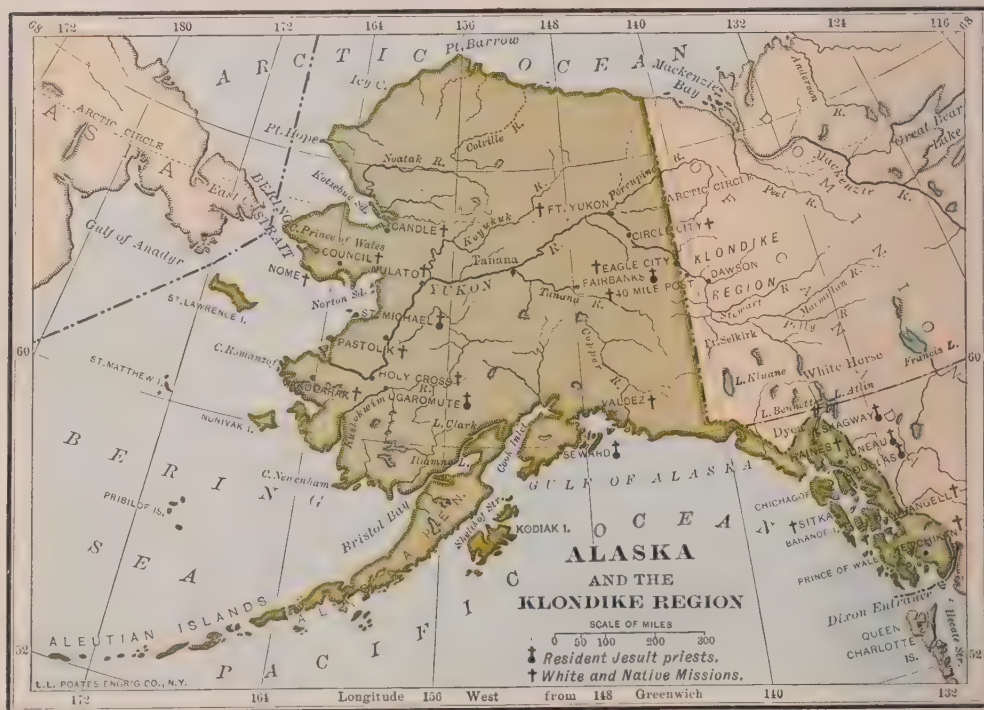 68 172 180 172 164 156 148 140 132 124 116 68
ARCTIC OCEAN
Pt. Barrow
Icy C.
Mackenzie Bay
Anderson R.
Great Bear Lake
Mackenzie R.
ASIA
ARCTIC CIRCLE
Pt. Hope
Colville R.
Noatak R.
Kotzebue Sd.
East C.
BERING STRAIT
Porcupine R.
ARCTIC CIRCLE
Peel R.
FT. YUKON
Koyukuk R.
Gulf of Anadyr
C. Prince of Wales
CANDLE
CIRCLE CITY
COUNCIL
KLONDIKE REGION
NOME
NULATO
Tanana
EAGLE CITY
FAIRBANKS
DAWSON
YUKON R.
Tanana R.
40 MILE POST
Norton Sd.
Stewart R.
Macmillan R.
ST. LAWRENCE I.
ST. MICHAEL
Pelly R.
Ft. Selkirk
60
PASTOLIK
Copper R.
C. Romanzof
L. Kluane
White Horse
Francis L.
60
ST. MATTHEW I.
HOLY CROSS
Kuskokwim R.
UGAROMUTE
VALDEZ
L. Bennett
L. Atlin
NUNIVAK I.
L. Clark
Dyea
SKAGWAY
Iliamna L.
Cook Inlet
SEWARD
HAINES
JUNEAU
DOUGLAS
BERING SEA
C. Newenham
GULF OF ALASKA
CHICHAGOF I.
WRANGELL
PRIBILOF IS.
Bristol Bay
Shelikof Str.
KODIAK I.
SITKA
BARANOF I.
KETCHIKAN
ALASKA PEN.
PACIFIC OCEAN
PRINCE OF WALES I.
ALASKA
AND THE
KLONDIKE REGION
Dixon Entrance
SCALE OF MILES
0 50 100 200 300
ALEUTIAN ISLANDS
QUEEN CHARLOTTE IS.
Hecate Str.
Resident Jesuit priests.
White and Native Missions.
52
52
L.L. POATES ENGR'G CO., N.Y.
172 164 Longitude 156 West from 148 Greenwich 140 132